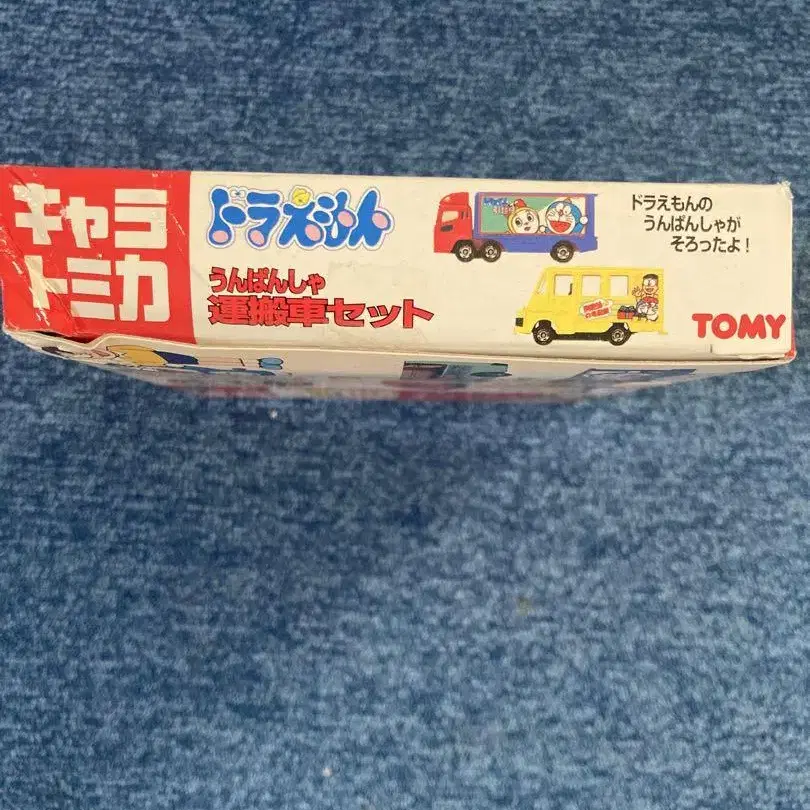 キャラ
トミカ
ドラえもん
うんぱんしゃ
運搬車セット
ドラえもんの
うんぱんしゃが
そろったよ!
TOMY